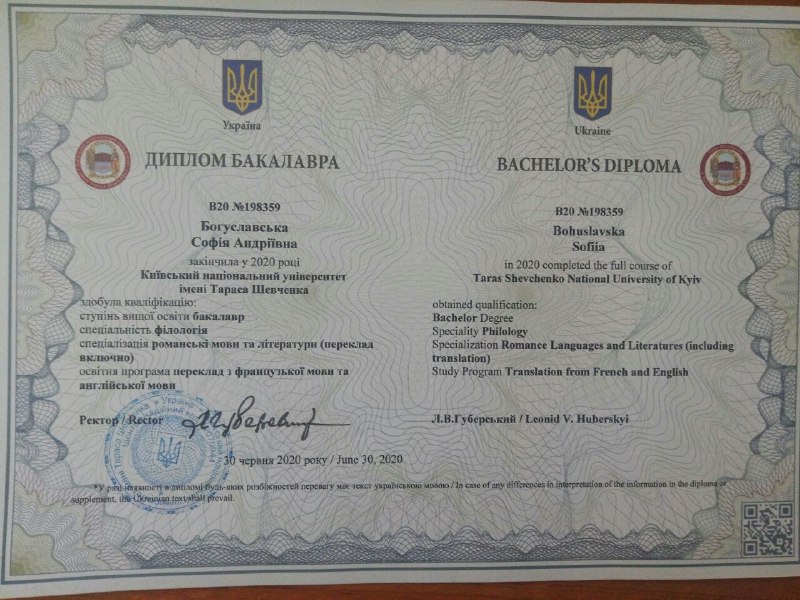 Україна
ДИПЛОМ БАКАЛАВРА
В20 №198359
Богуславська
Софія Андріївна
закінчила у 2020 році
Київський національний університет
імені Тараса Шевченка
здобула кваліфікацію:
ступінь вищої освіти бакалавр
спеціальність філологія
спеціалізація романські мови та літератури (переклад
включно)
освітня програма переклад з французької мови та
англійської мови
Ukraine
BACHELOR'S DIPLOMA
B20 №198359
Bohuslavska
Sofiia
in 2020 completed the full course of
Taras Shevchenko National University of Kyiv
obtained qualification:
Bachelor Degree
Speciality Philology
Specialization Romance Languages and Literatures (including
translation)
Study Program Translation from French and English
Ректор / Rector
Л.В.Губерський / Leonid V. Huberskyi
30 червня 2020 року / June 30, 2020
*У разі наявності в дипломі будь-яких розбіжностей перевагу має текст українською мовою / In case of any differences in interpretation of the information in the diploma or
supplement, the Ukrainian text shall prevail.